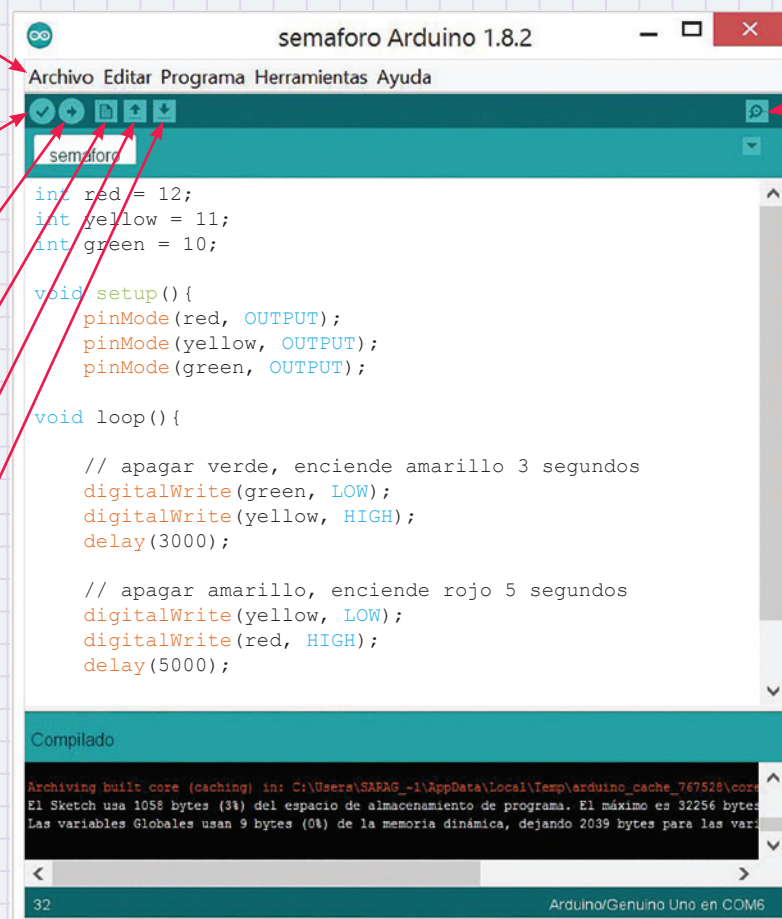 semaforo Arduino 1.8.2
Archivo Editar Programa Herramientas Ayuda
semaforo
int red = 12;
int yellow = 11;
int green = 10;
void setup(){
pinMode(red, OUTPUT);
pinMode(yellow, OUTPUT);
pinMode(green, OUTPUT);
void loop(){
// apagar verde, enciende amarillo 3 segundos
digitalWrite(green, LOW);
digitalWrite(yellow, HIGH);
delay(3000);
// apagar amarillo, enciende rojo 5 segundos
digitalWrite(yellow, LOW);
digitalWrite(red, HIGH);
delay(5000);
Compilado
Archiving built core (caching) in: C:\Users\SARAG_~1\AppData\Local\Temp\arduino_cache_767528\core
El Sketch usa 1058 bytes (3%) del espacio de almacenamiento de programa. El máximo es 32256 bytes
Las variables Globales usan 9 bytes (0%) de la memoria dinámica, dejando 2039 bytes para las var
32
Arduino/Genuino Uno en COM6